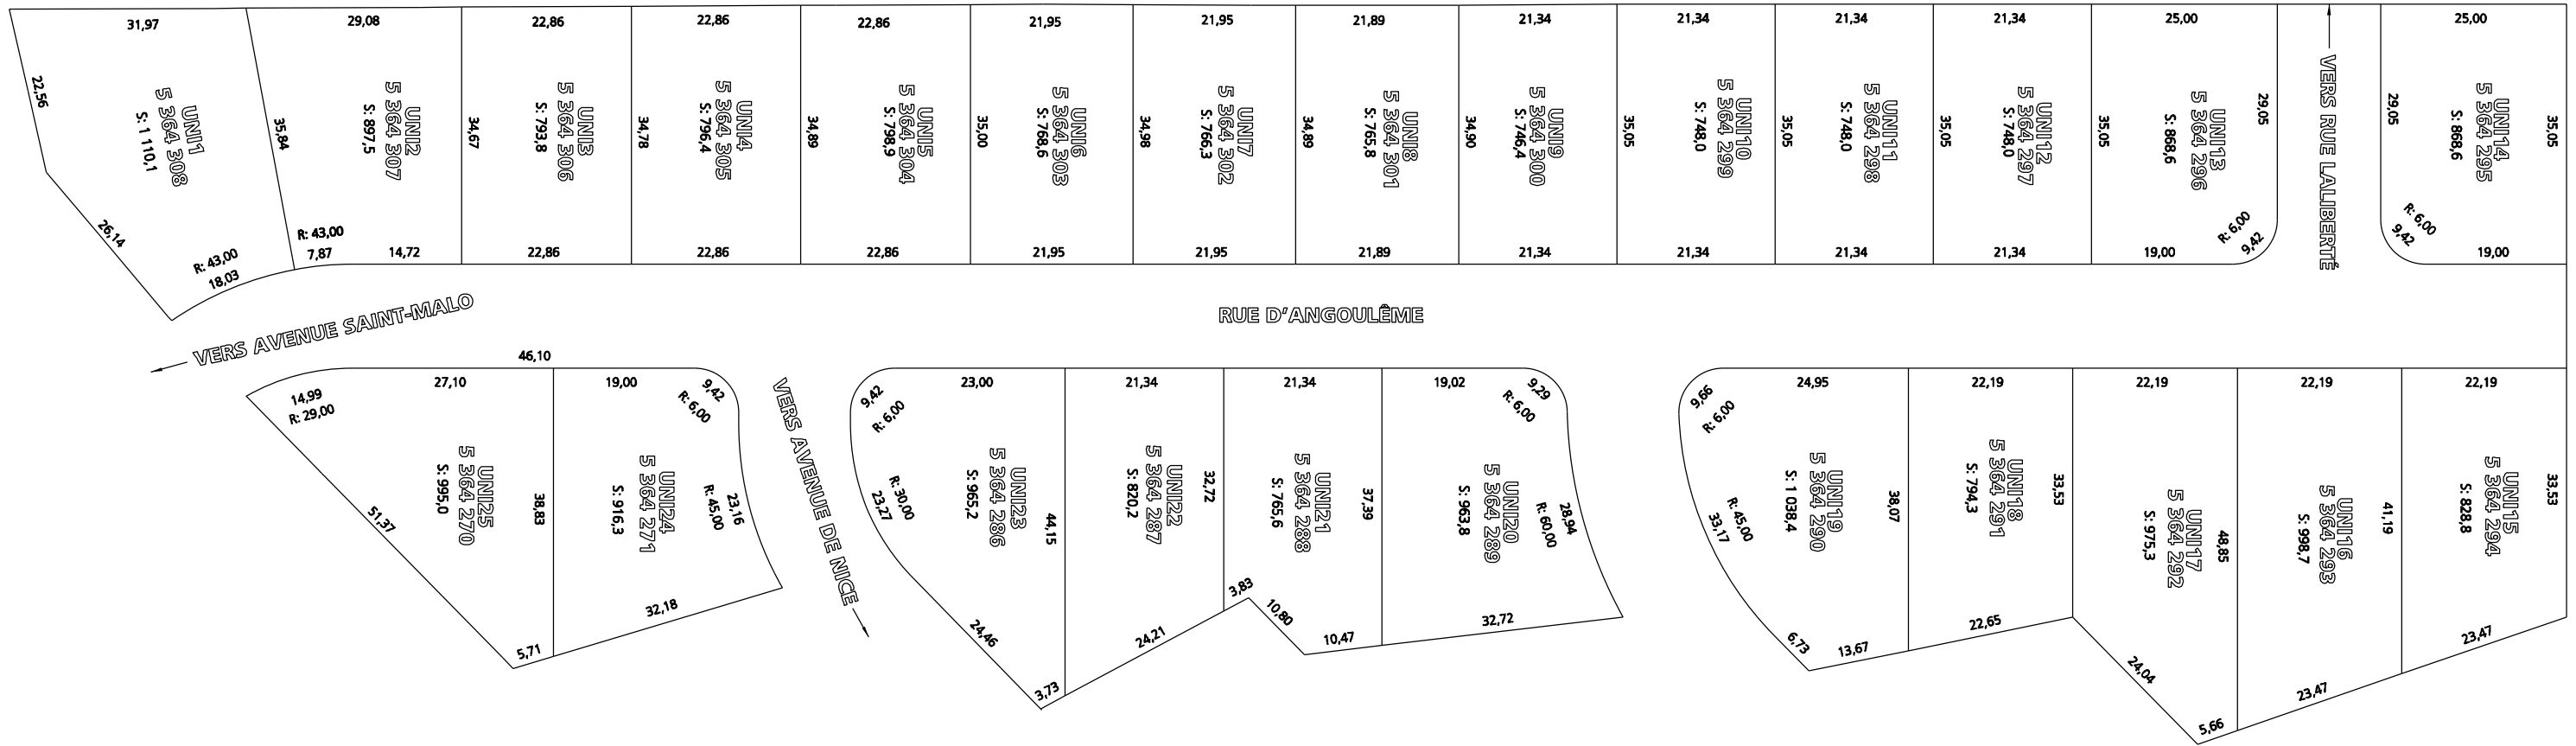 31,97
29,08
22,86
22,86
22,86
21,95
21,95
21,89
21,34
21,34
21,34
21,34
25,00
25,00
22,56
UNI1
5 364 308
S: 1 110,1
26,14
R: 43,00
18,03
35,84
UNI2
5 364 307
S: 897,5
R: 43,00
7,87
14,72
34,67
UNI3
5 364 306
S: 793,8
22,86
34,78
UNI4
5 364 305
S: 796,4
22,86
34,89
UNI5
5 364 304
S: 798,9
22,86
35,00
UNI6
5 364 303
S: 768,6
21,95
34,98
UNI7
5 364 302
S: 766,3
21,95
34,89
UNI8
5 364 301
S: 765,8
21,89
34,90
UNI9
5 364 300
S: 746,4
21,34
35,05
UNI10
5 364 299
S: 748,0
21,34
35,05
UNI11
5 364 298
S: 748,0
21,34
35,05
UNI12
5 364 297
S: 748,0
21,34
35,05
UNI13
5 364 296
S: 868,6
29,05
R: 6,00
9,42
19,00
VERS RUE LALIBERTÉ
29,05
UNI14
5 364 295
S: 868,6
35,05
R: 6,00
9,42
19,00
VERS AVENUE SAINT-MALO
RUE D’ANGOULÊME
46,10
14,99
R: 29,00
27,10
UNI25
5 364 270
S: 995,0
51,37
38,83
5,71
19,00
9,42
R: 6,00
UNI24
5 364 271
S: 916,3
23,16
R: 45,00
32,18
VERS AVENUE DE NICE
9,42
R: 6,00
23,00
R: 30,00
23,27
UNI23
5 364 286
S: 965,2
44,15
24,46
3,73
21,34
UNI22
5 364 287
S: 820,2
32,72
24,21
21,34
UNI21
5 364 288
S: 765,6
37,39
3,83
10,80
10,47
19,02
9,29
R: 6,00
UNI20
5 364 289
S: 963,8
28,94
R: 60,00
32,72
9,66
R: 6,00
24,95
R: 45,00
33,17
UNI19
5 364 290
S: 1 038,4
38,07
6,73
13,67
22,19
UNI18
5 364 291
S: 794,3
33,53
22,65
22,19
UNI17
5 364 292
S: 975,3
48,85
24,04
5,66
22,19
UNI16
5 364 293
S: 998,7
41,19
23,47
22,19
UNI15
5 364 294
S: 828,8
33,53
23,47